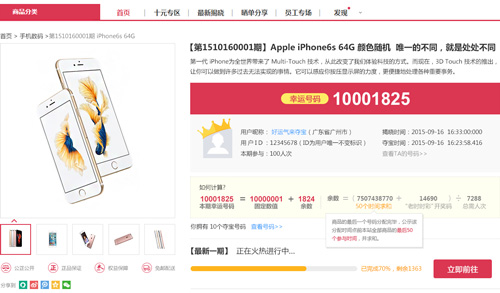 商品分类
首页
十元专区
最新揭晓
晒单分享
员工专场
发现
首页 > 手机数码 > 第1510160001期 iPhone6s 64G
【第1510160001期】Apple iPhone6s 64G 颜色随机 唯一的不同，就是处处不同
第一代 iPhone为全世界带来了 Multi-Touch 技术，从此改变了我们体验科技的方式。而现在，3D Touch 技术的推出，
让你可以做到许多过去无法实现的事情。它可以感应你按压显示屏的力度，更便捷地处理各种重要事务。
幸运号码 10001825
用户昵称： 好运气来夺宝（广东省广州市）
揭晓时间：2015-09-16 16:33:00:000
用户ID：12345678（ID为用户唯一不变标识）
夺宝时间：2015-09-16 16:23:58.416
本期参与：100人次
查看TA的号码>>
如何计算？
10001825 = 10000001 + 1824
本期幸运号码 固定数值 余数
余数 = （ 7507438770 + 14690 ）÷ 7288
50个时间求和 "老时时彩"开奖码 总需人次
商品的最后一个号码分配完毕，公示该
分配时间点前本站全部商品的最后50
个参与时间，并求和。
你拥有 10个夺宝号码 查看号码>>
【最新一期】 正在火热进行中...
已完成70%，剩余1363
立即前往
公正公开
正品保证
权益保障
免邮配送
分享到